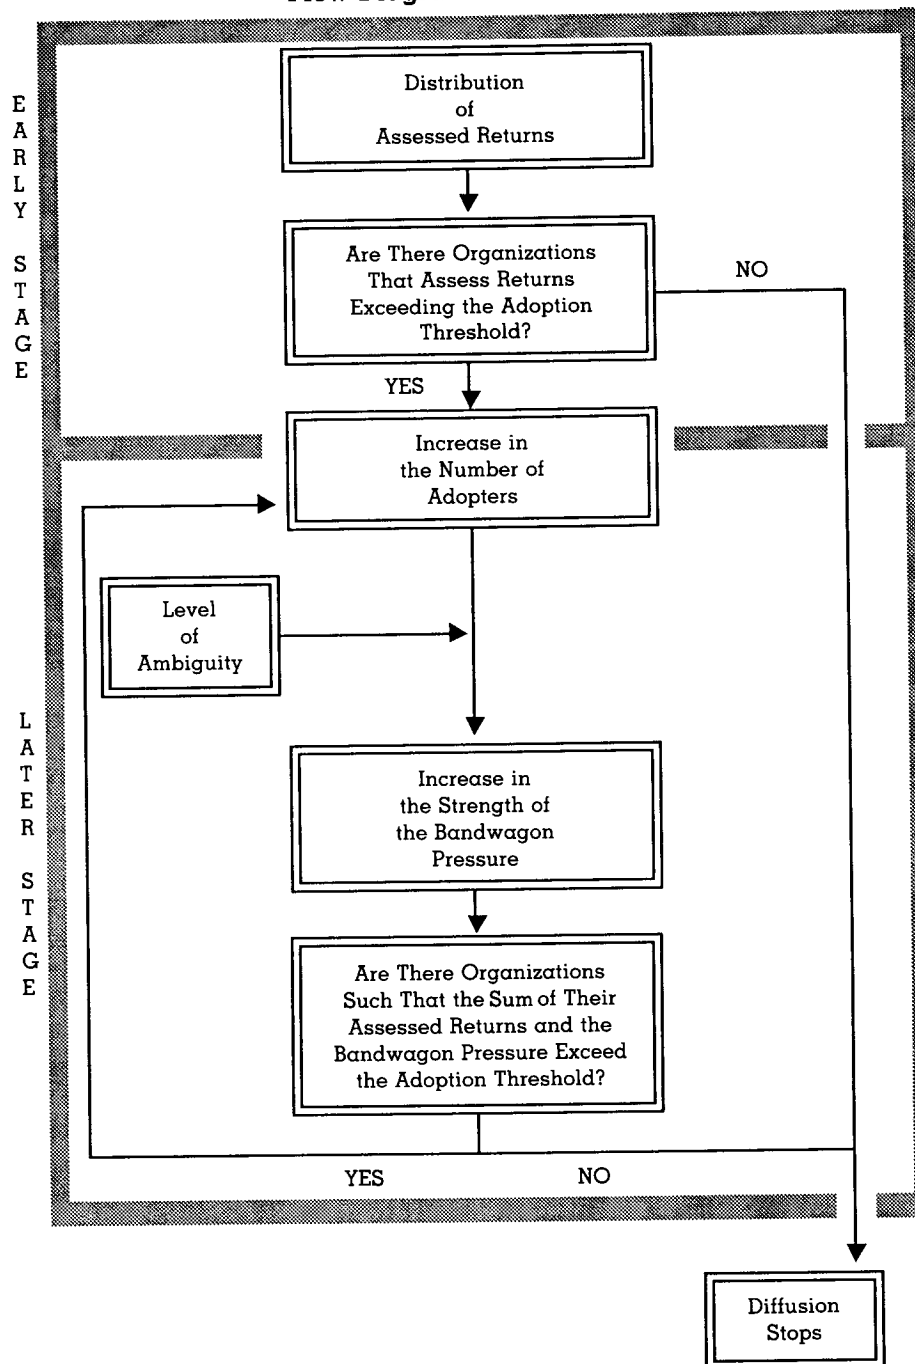 Distribution
of
Assessed Returns
EARLY STAGE
Are There Organizations
That Assess Returns
Exceeding the Adoption
Threshold?
NO
YES
Increase in
the Number of
Adopters
Level
of
Ambiguity
LATER STAGE
Increase in
the Strength of
the Bandwagon
Pressure
Are There Organizations
Such That the Sum of Their
Assessed Returns and the
Bandwagon Pressure Exceed
the Adoption Threshold?
YES
NO
Diffusion
Stops